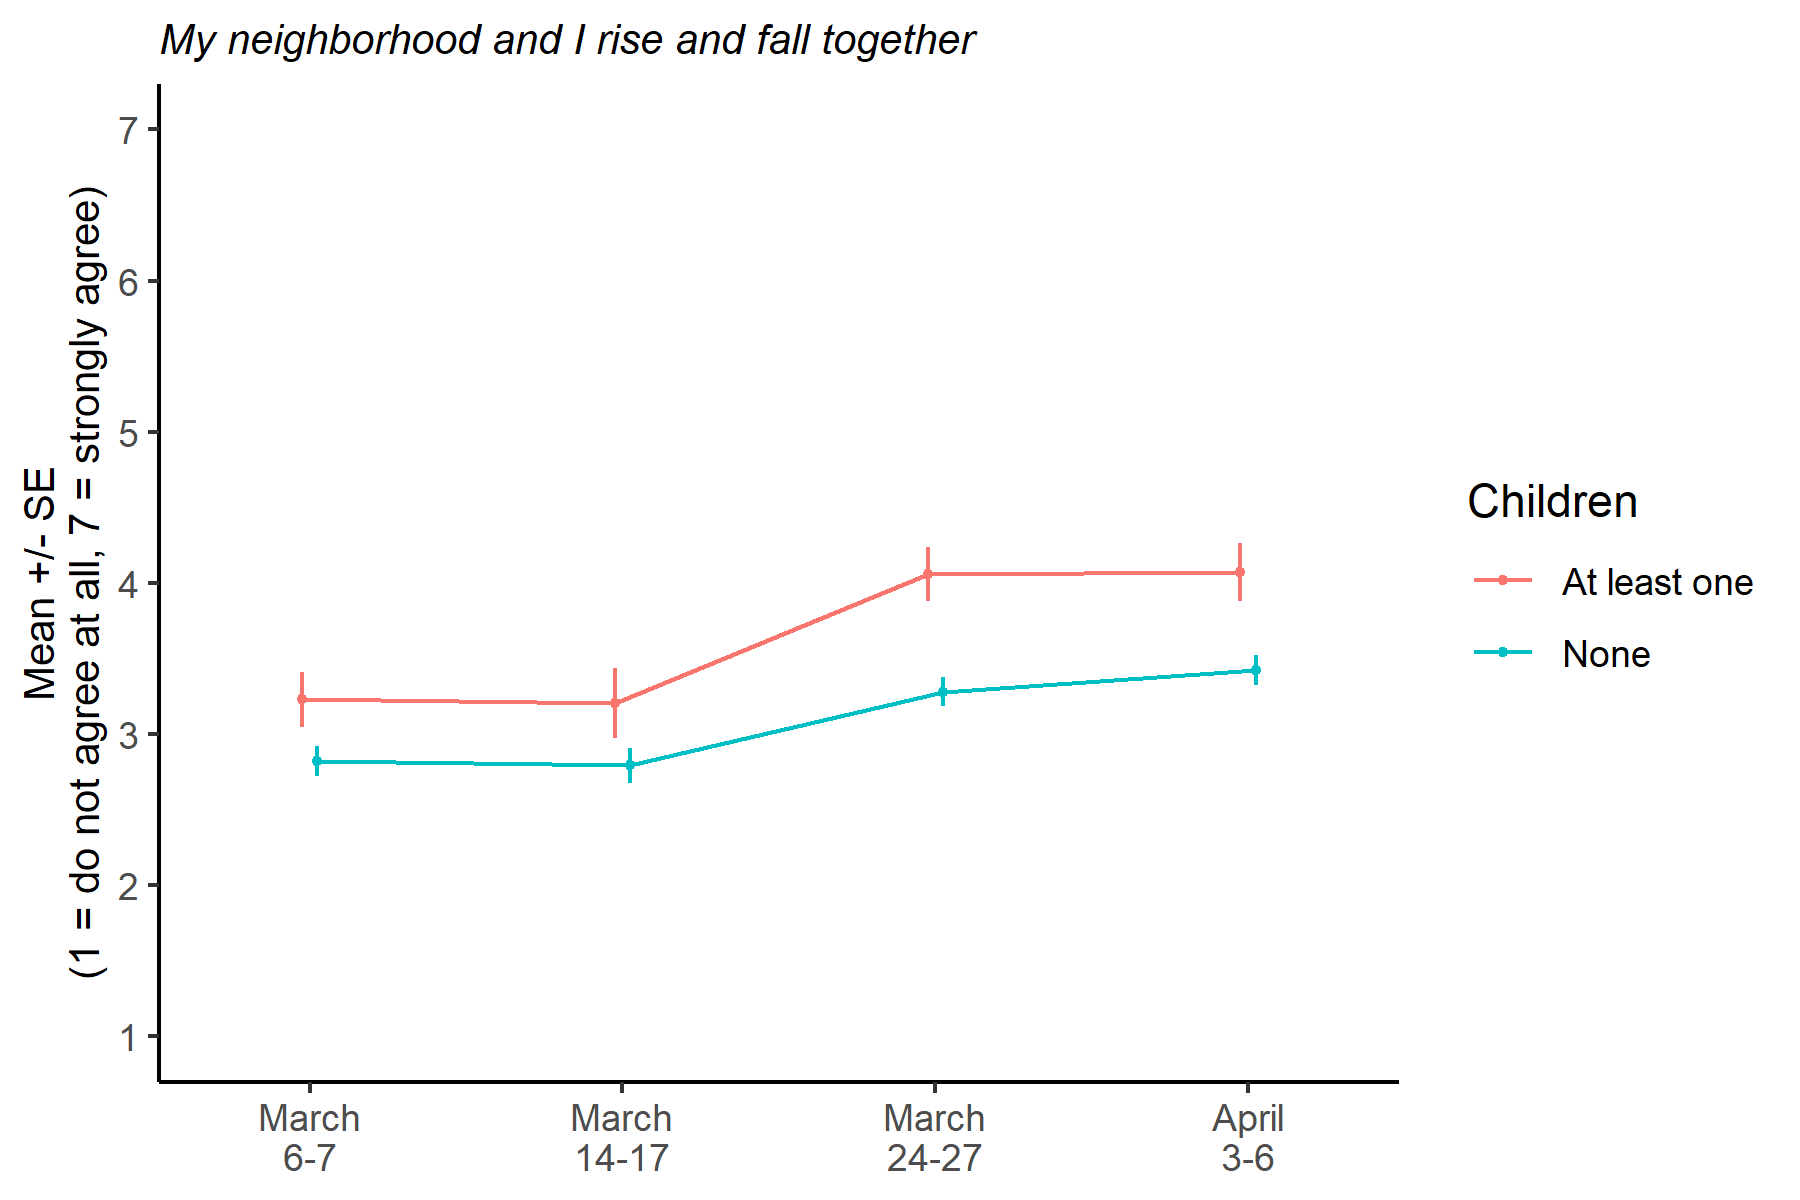 My neighborhood and I rise and fall together
Mean +/- SE
(1 = do not agree at all, 7 = strongly agree)
7
6
5
4
3
2
1
March
6-7
March
14-17
March
24-27
April
3-6
Children
At least one
None